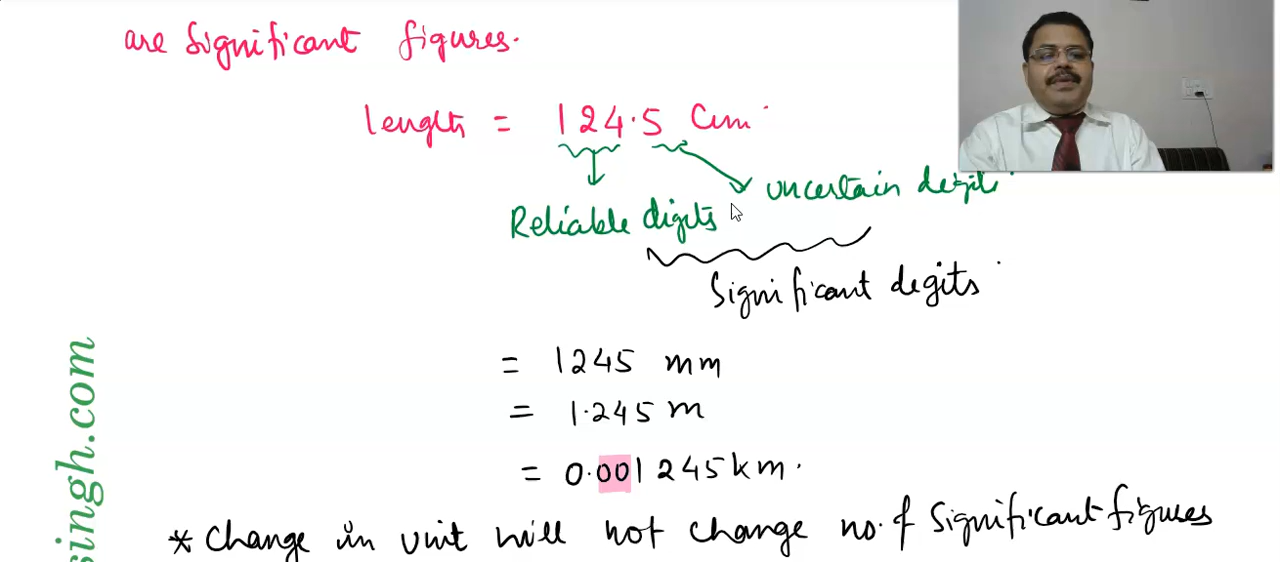 are Significant figures.
length = 124.5 cm
uncertain digit
Reliable digits
Significant digits
= 1245 mm
= 1.245 m
= 0.001245 km.
* Change in unit will not change no. of Significant figures
singh.com